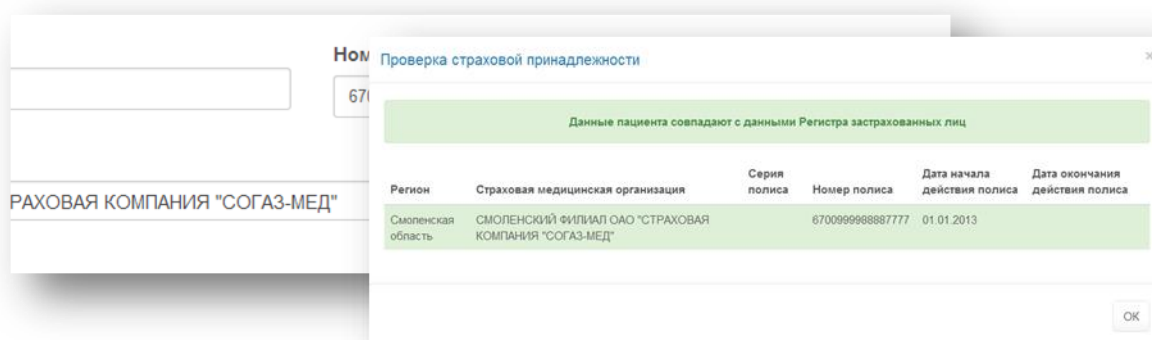 Ном
670
РАХОВАЯ КОМПАНИЯ "СОГАЗ-МЕД"
Проверка страховой принадлежности
×
Данные пациента совпадают с данными Регистра застрахованных лиц
Регион Страховая медицинская организация Серия полиса Номер полиса Дата начала действия полиса Дата окончания действия полиса
Смоленская область СМОЛЕНСКИЙ ФИЛИАЛ ОАО "СТРАХОВАЯ КОМПАНИЯ "СОГАЗ-МЕД" 6700999988887777 01.01.2013
OK